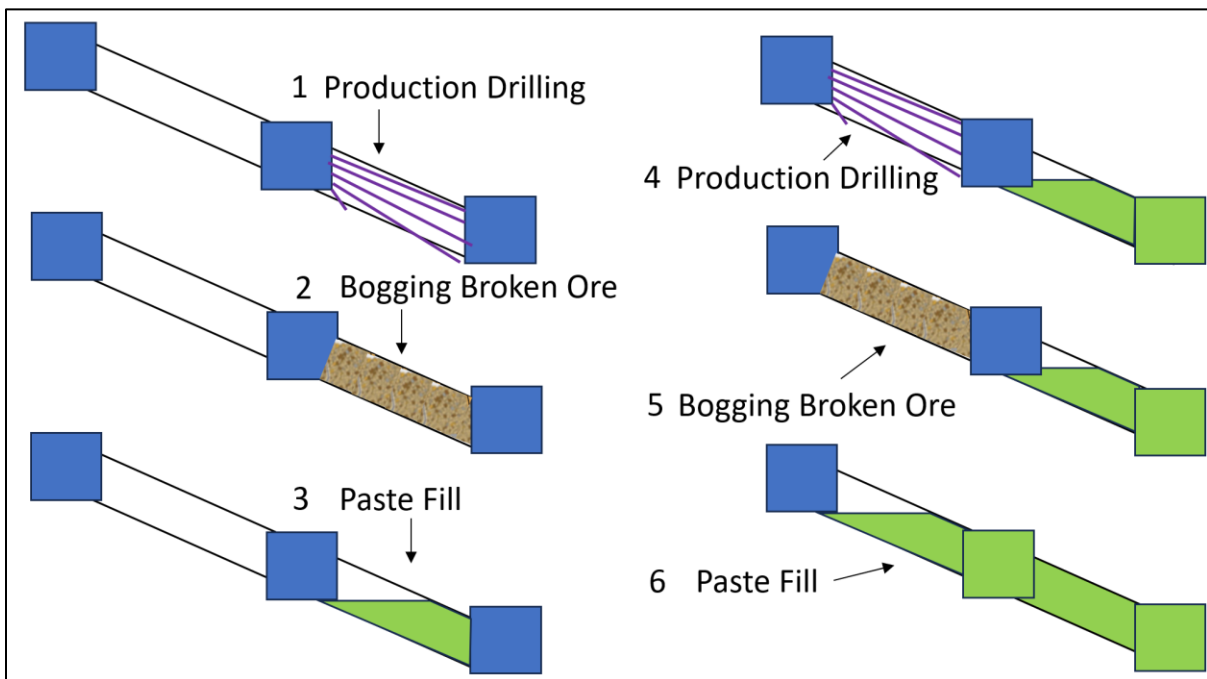 1 Production Drilling
2 Bogging Broken Ore
3 Paste Fill
4 Production Drilling
5 Bogging Broken Ore
6 Paste Fill